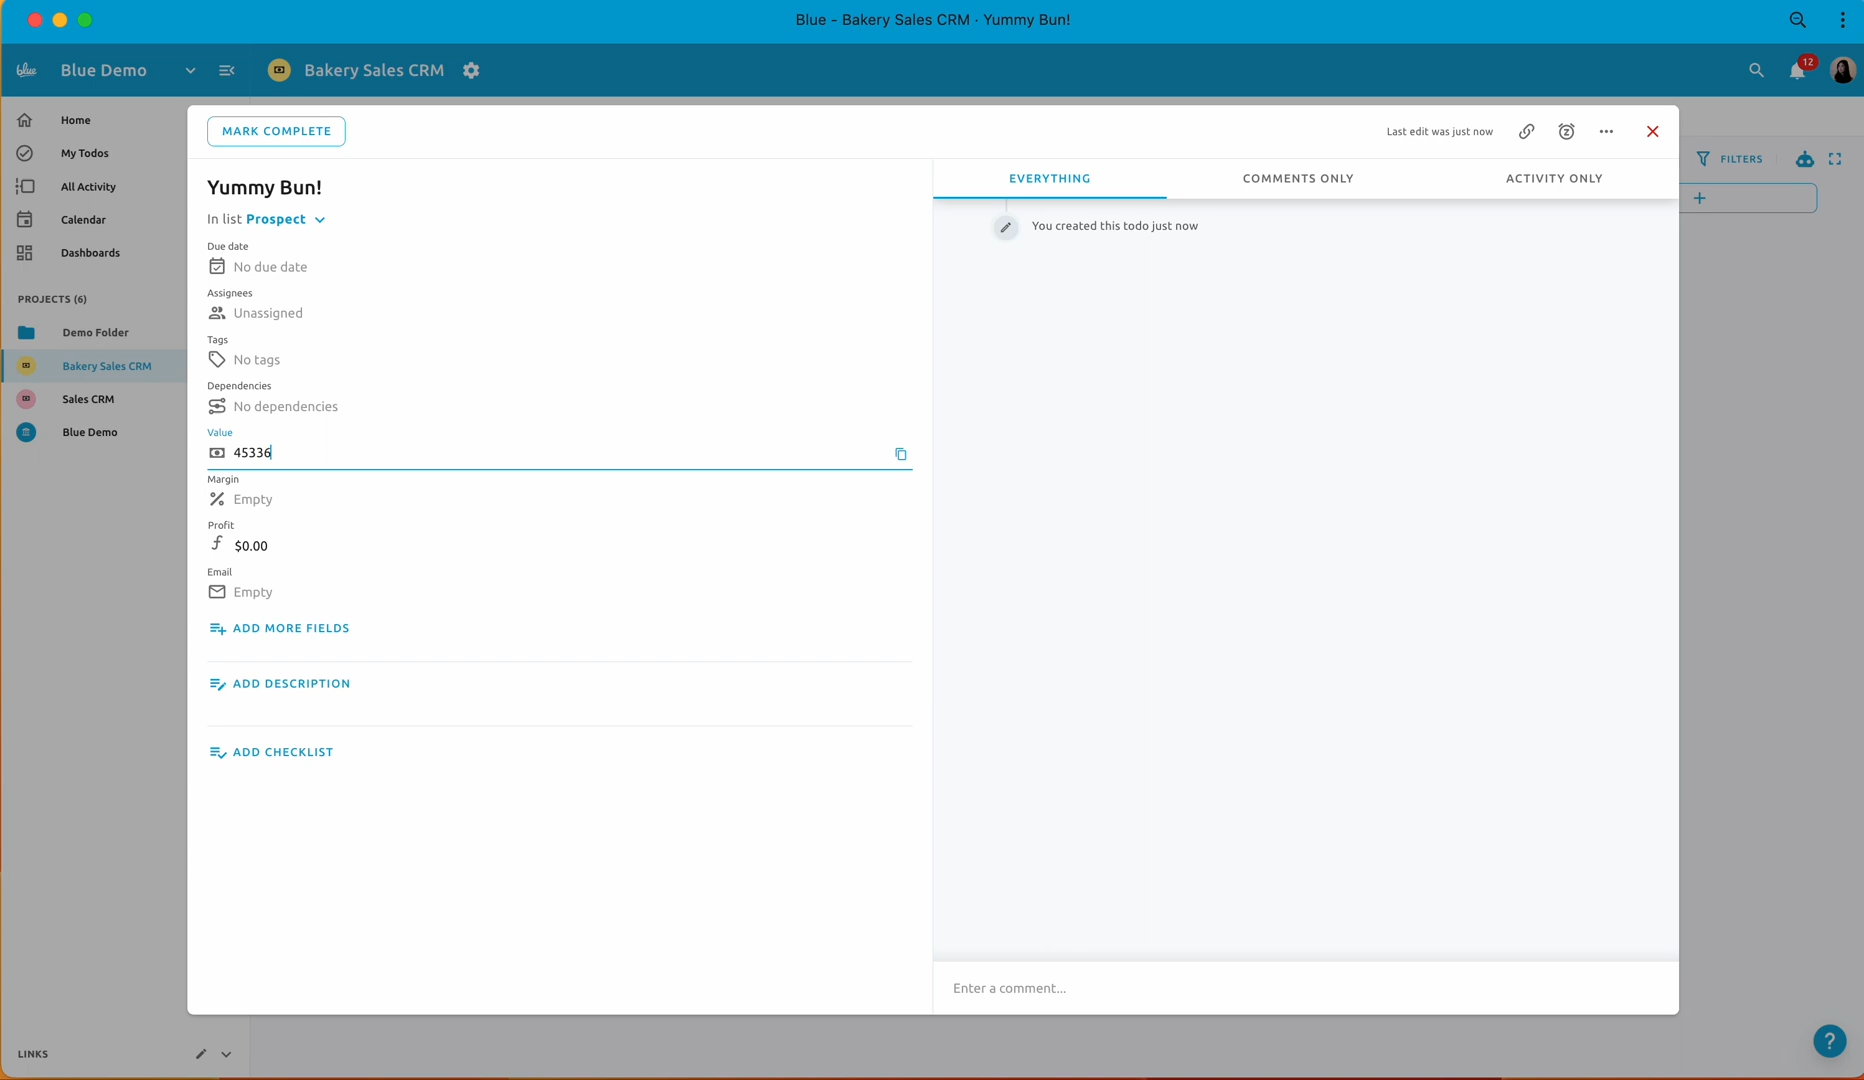 Blue - Bakery Sales CRM · Yummy Bun!
blue
Blue Demo
Bakery Sales CRM
12
Home
My Todos
All Activity
Calendar
Dashboards
PROJECTS (6)
Demo Folder
Bakery Sales CRM
Sales CRM
Blue Demo
LINKS
MARK COMPLETE
Last edit was just now
Yummy Bun!
In list Prospect
Due date
No due date
Assignees
Unassigned
Tags
No tags
Dependencies
No dependencies
Value
45336
Margin
Empty
Profit
$0.00
Email
Empty
ADD MORE FIELDS
ADD DESCRIPTION
ADD CHECKLIST
EVERYTHING
COMMENTS ONLY
ACTIVITY ONLY
You created this todo just now
Enter a comment...
FILTERS
+
?